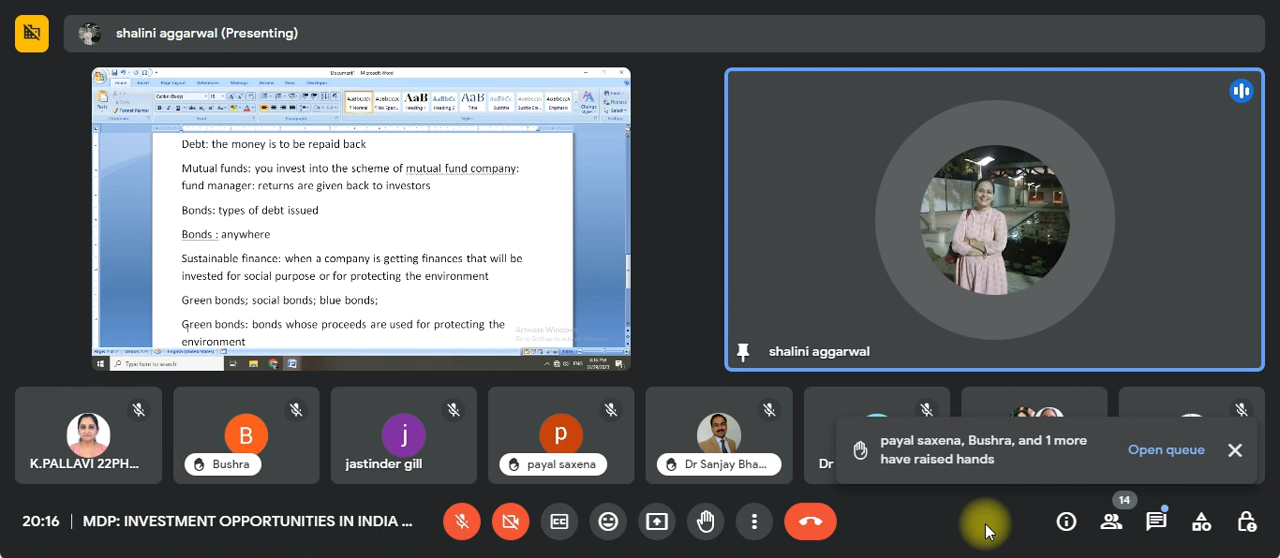 shalini aggarwal (Presenting)
Document1 - Microsoft Word
Debt: the money is to be repaid back
Mutual funds: you invest into the scheme of mutual fund company:
fund manager: returns are given back to investors
Bonds: types of debt issued
Bonds : anywhere
Sustainable finance: when a company is getting finances that will be
invested for social purpose or for protecting the environment
Green bonds; social bonds; blue bonds;
Green bonds: bonds whose proceeds are used for protecting the
environment
Activate Windows
Type here to search
shalini aggarwal
K.PALLAVI 22PH...
B
Bushra
j
jastinder gill
p
payal saxena
Dr Sanjay Bha...
Dr
payal saxena, Bushra, and 1 more
have raised hands
Open queue
20:16 | MDP: INVESTMENT OPPORTUNITIES IN INDIA ...
14